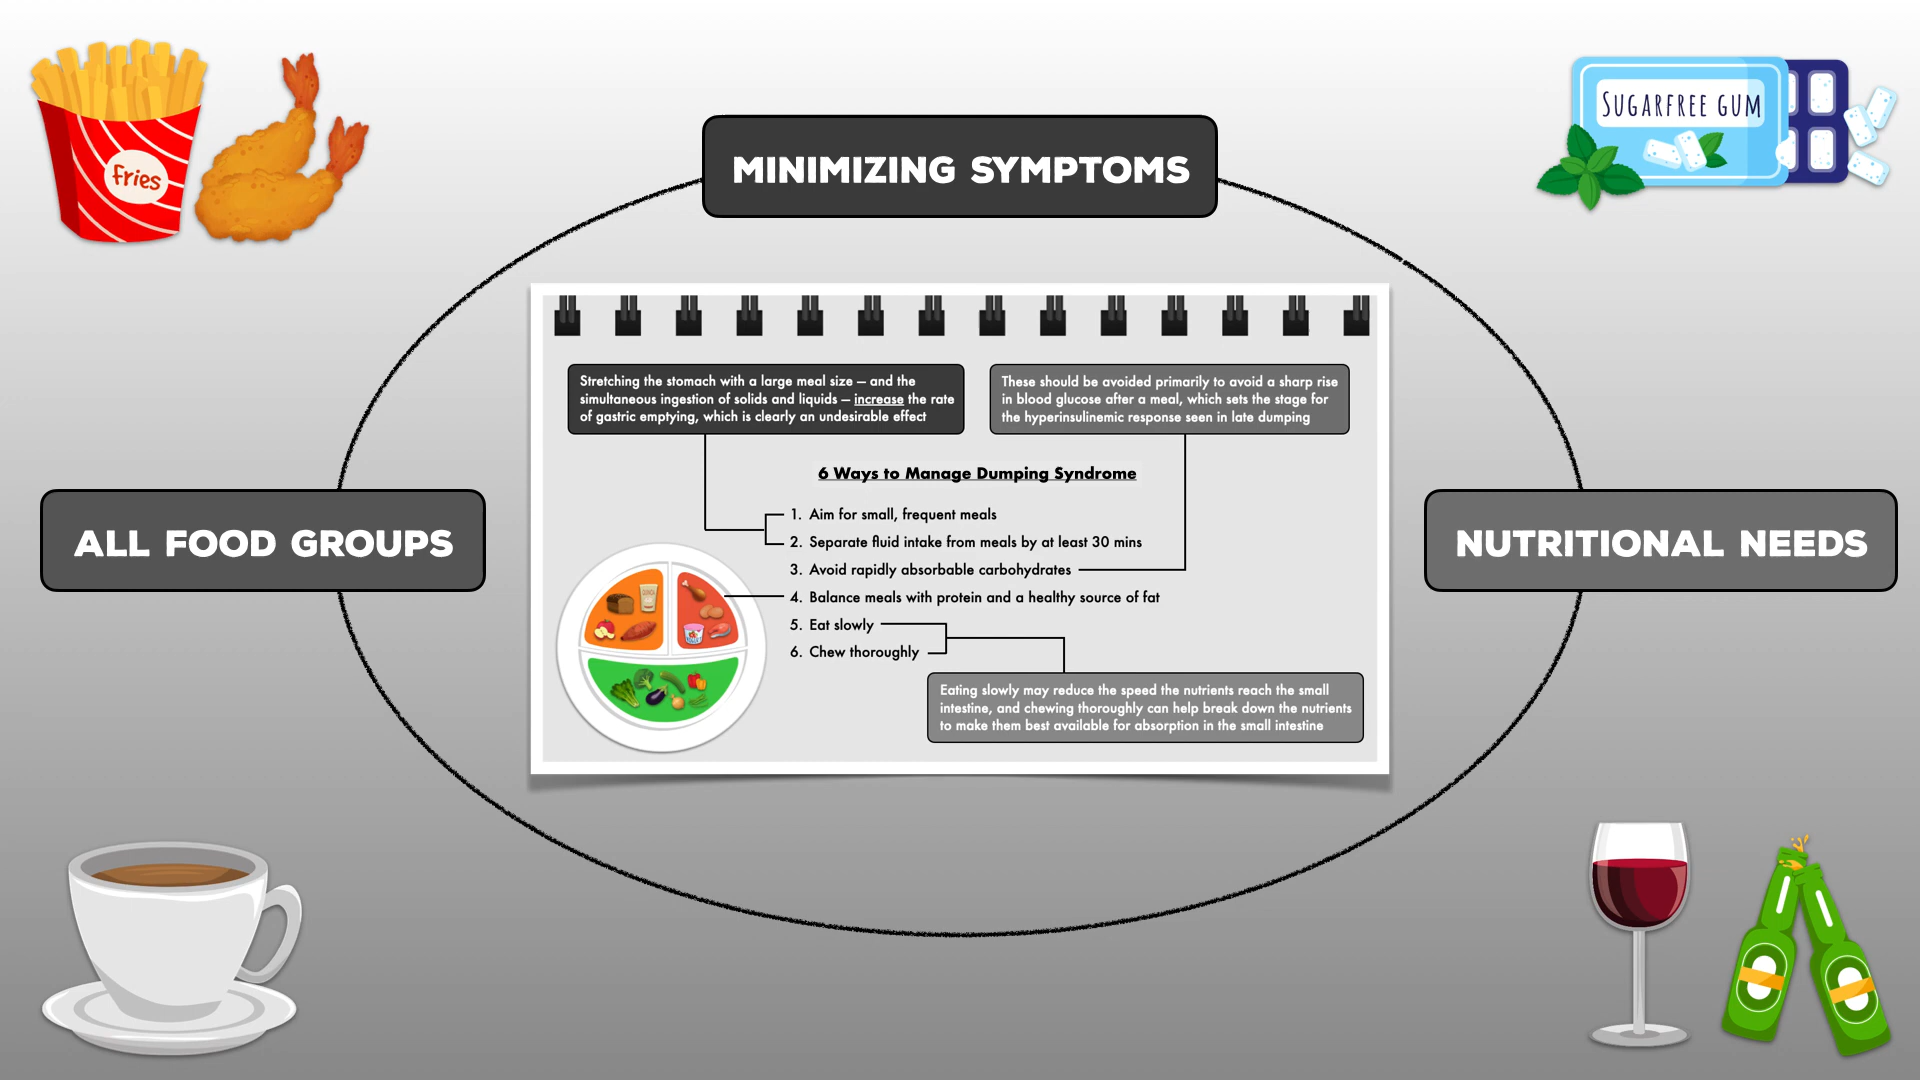 Fries
SUGARFREE GUM
MINIMIZING SYMPTOMS
Stretching the stomach with a large meal size – and the
simultaneous ingestion of solids and liquids – increase the rate
of gastric emptying, which is clearly an undesirable effect
These should be avoided primarily to avoid a sharp rise
in blood glucose after a meal, which sets the stage for
the hyperinsulinemic response seen in late dumping
6 Ways to Manage Dumping Syndrome
1. Aim for small, frequent meals
2. Separate fluid intake from meals by at least 30 mins
3. Avoid rapidly absorbable carbohydrates
4. Balance meals with protein and a healthy source of fat
5. Eat slowly
6. Chew thoroughly
Eating slowly may reduce the speed the nutrients reach the small
intestine, and chewing thoroughly can help break down the nutrients
to make them best available for absorption in the small intestine
ALL FOOD GROUPS
NUTRITIONAL NEEDS